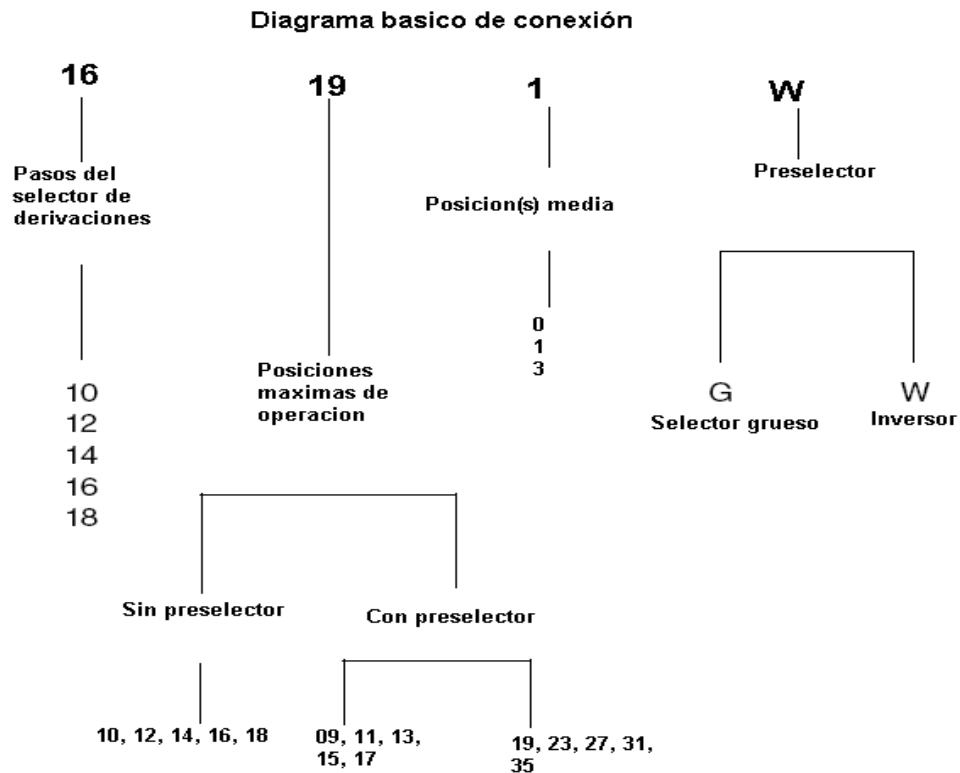 Diagrama basico de conexión
16
19
1
W
Pasos del
selector de
derivaciones
Preselector
Posicion(s) media
0
1
3
Posiciones
maximas de
operacion
10
12
14
16
18
G
Selector grueso
W
Inversor
Sin preselector
Con preselector
10, 12, 14, 16, 18
09, 11, 13,
15, 17
19, 23, 27, 31,
35